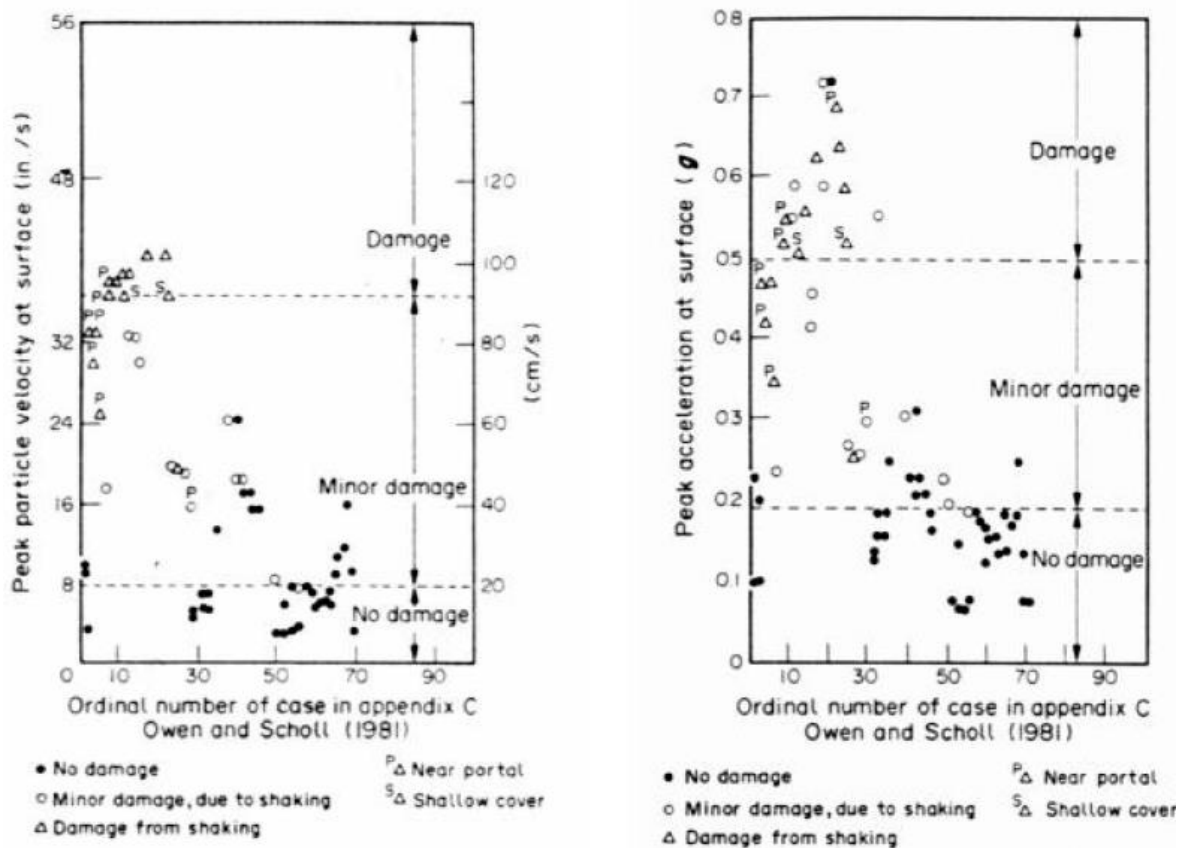 56
48
32
24
16
8
0
Peak particle velocity at surface (in /s)
120
100
80
60
40
20
(cm/s)
Damage
Minor damage
No damage
P
P
P P
P
P
S
S
P
10 30 50 70 90
Ordinal number of case in appendix C
Owen and Scholl (1981)
● No damage
○ Minor damage, due to shaking
△ Damage from shaking
P△ Near portal
S△ Shallow cover
0.8
0.7
0.6
0.5
0.4
0.3
0.2
0.1
0
Peak acceleration at surface (g)
Damage
Minor damage
No damage
P
P
P
S
S
P
P
P
P
10 30 50 70 90
Ordinal number of case in appendix C
Owen and Scholl (1981)
● No damage
○ Minor damage, due to shaking
△ Damage from shaking
P△ Near portal
S△ Shallow cover